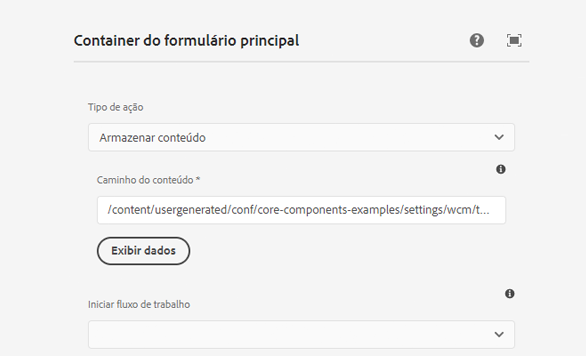 Container do formulário principal
Tipo de ação
Armazenar conteúdo
Caminho do conteúdo *
/content/usergenerated/conf/core-components-examples/settings/wcm/t...
Exibir dados
Iniciar fluxo de trabalho